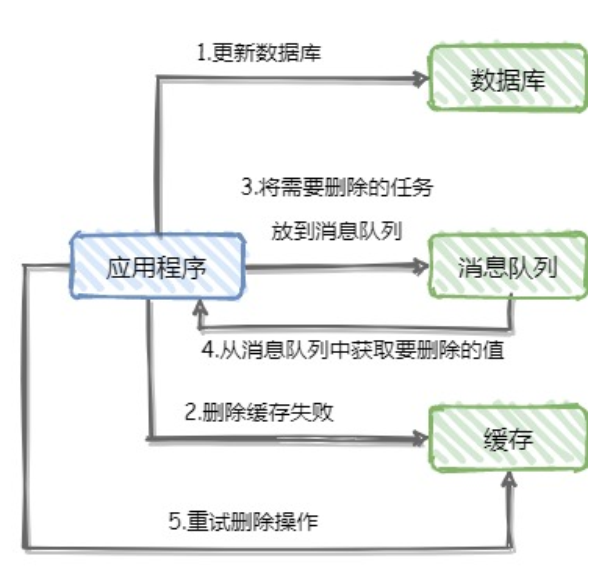 1.更新数据库
数据库
3.将需要删除的任务
放到消息队列
应用程序
消息队列
4.从消息队列中获取要删除的值
2.删除缓存失败
缓存
5.重试删除操作